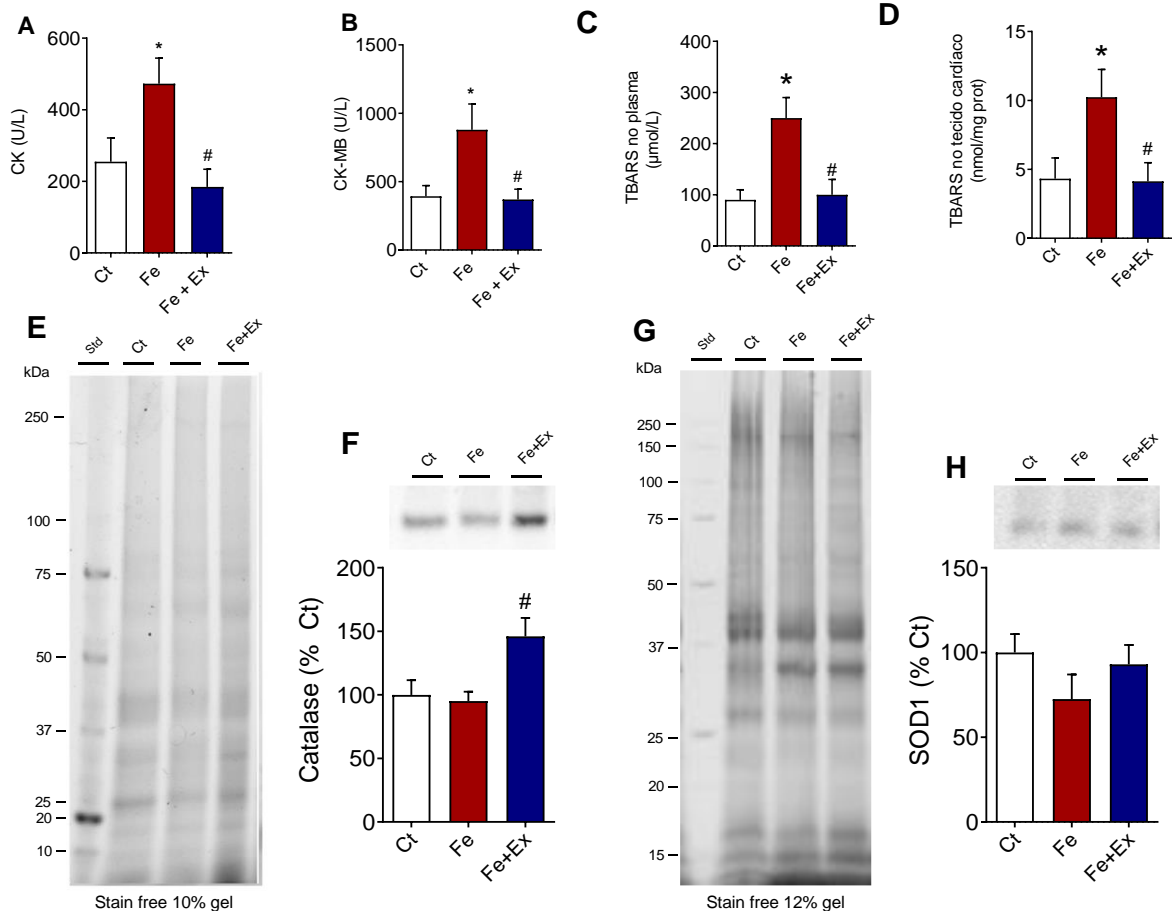 A
CK (U/L)
600
400
200
0
*
#
Ct
Fe
Fe + Ex
B
CK-MB (U/L)
1500
1000
500
0
*
#
Ct
Fe
Fe + Ex
C
TBARS no plasma
(µmol/L)
400
300
200
100
0
*
#
Ct
Fe
Fe+Ex
D
TBARS no tecido cardíaco
(nmol/mg prot)
15
10
5
0
*
#
Ct
Fe
Fe+Ex
E
Std
Ct
Fe
Fe+Ex
kDa
250
100
75
50
37
25
20
10
Stain free 10% gel
F
Ct
Fe
Fe+Ex
Catalase (% Ct)
200
150
100
50
0
#
Ct
Fe
Fe+Ex
G
Std
Ct
Fe
Fe+Ex
kDa
250
150
100
75
50
37
25
20
15
Stain free 12% gel
H
Ct
Fe
Fe+Ex
SOD1 (% Ct)
150
100
50
0
Ct
Fe
Fe+Ex